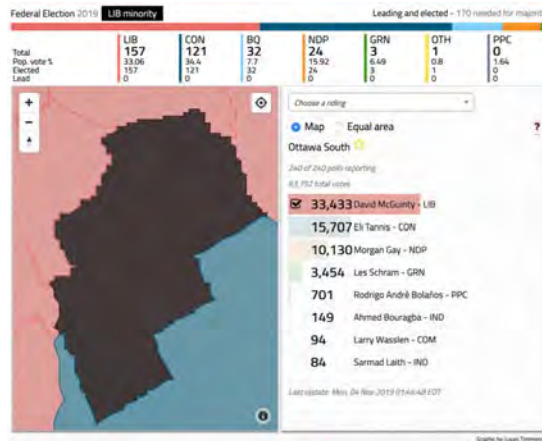 Federal Election 2019 LIB minority Leading and elected - 170 needed for majorit
LIB CON BQ NDP GRN OTH PPC
Total 157 121 32 24 3 1 0
Pop. vote % 33.06 34.4 7.7 15.92 6.49 0.8 1.64
Elected 157 121 32 24 3 1 0
Lead 0 0 0 0 0 0 0
Choose a riding
Map Equal area ?
Ottawa South
240 of 240 polls reporting
total votes
33,433 David McGuinty - LIB
15,707 Eli Tannis - CON
10,130 Morgan Gay - NDP
3,454 Les Schram - GRN
701 Rodrigo André Bolaños - PPC
149 Ahmed Bouragba - IND
94 Larry Wasslen - COM
84 Sarmad Laith - IND
Last update: Mon, 04 Nov 2019 01:44:48 EDT
Graphic by